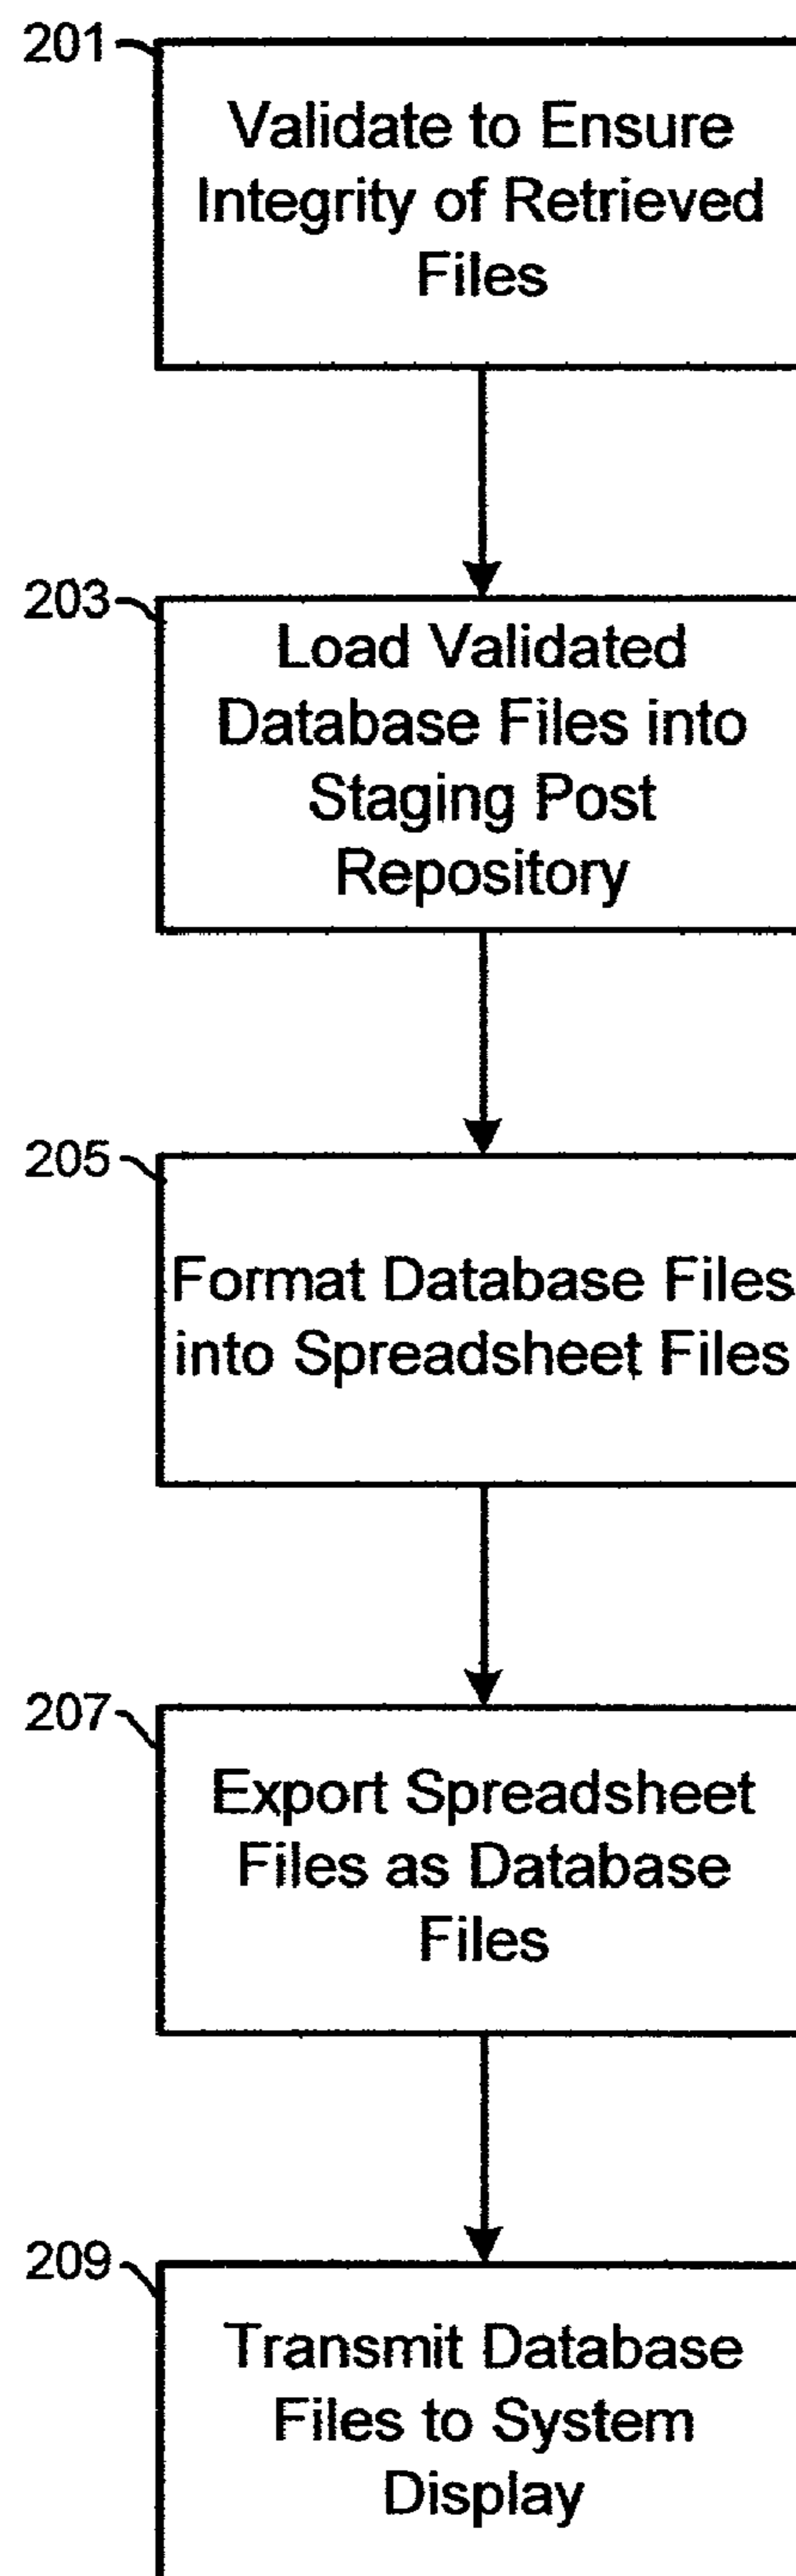 201
Validate to Ensure
Integrity of Retrieved
Files
203
Load Validated
Database Files into
Staging Post
Repository
205
Format Database Files
into Spreadsheet Files
207
Export Spreadsheet
Files as Database
Files
209
Transmit Database
Files to System
Display